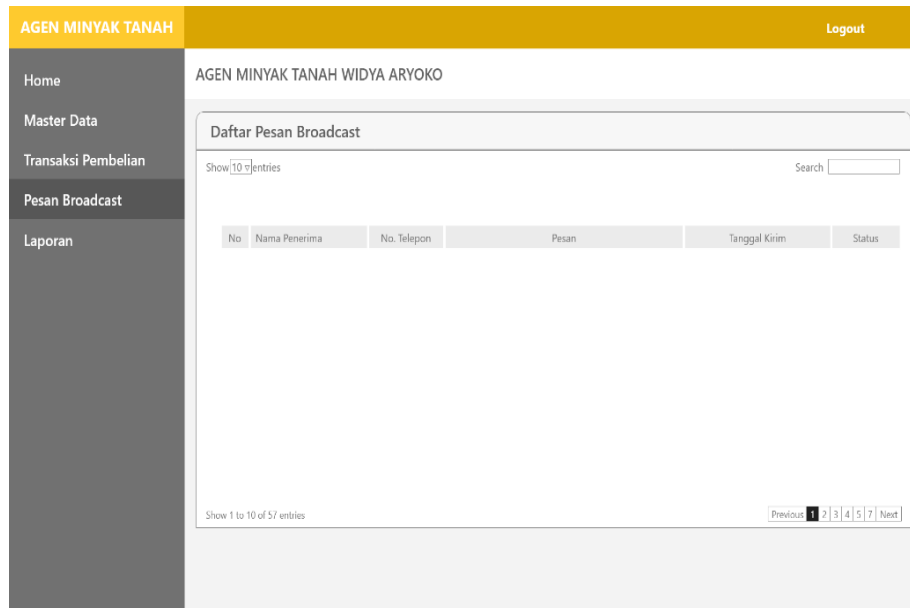 AGEN MINYAK TANAH
Logout
Home
Master Data
Transaksi Pembelian
Pesan Broadcast
Laporan
AGEN MINYAK TANAH WIDYA ARYOKO
Daftar Pesan Broadcast
Show 10 entries
Search
No Nama Penerima No. Telepon Pesan Tanggal Kirim Status
Show 1 to 10 of 57 entries
Previous 1 2 3 4 5 7 Next